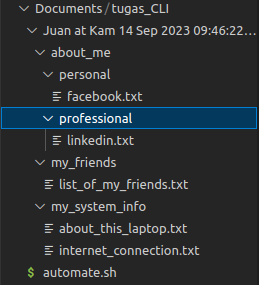 Documents/tugas_CLI
Juan at Kam 14 Sep 2023 09:46:22...
about_me
personal
facebook.txt
professional
linkedin.txt
my_friends
list_of_my_friends.txt
my_system_info
about_this_laptop.txt
internet_connection.txt
$ automate.sh